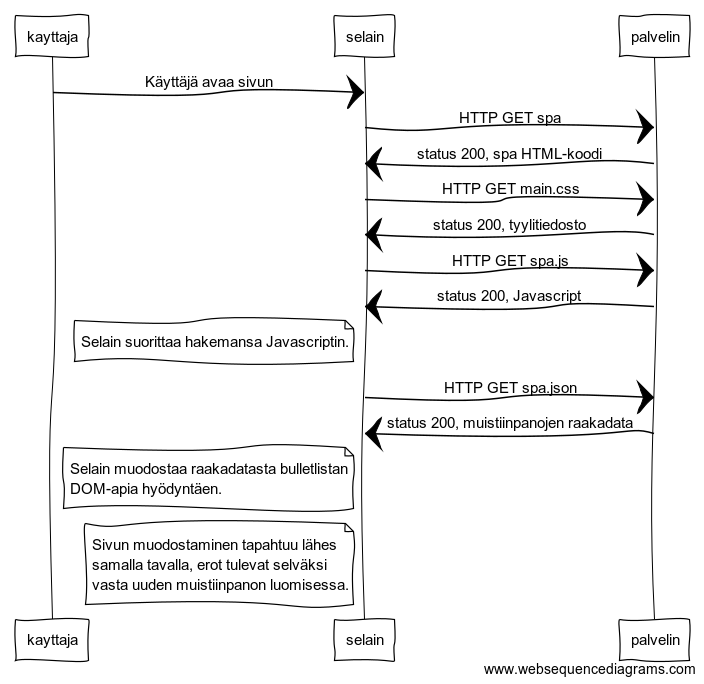 kayttaja
selain
palvelin
Käyttäjä avaa sivun
HTTP GET spa
status 200, spa HTML-koodi
HTTP GET main.css
status 200, tyylitiedosto
HTTP GET spa.js
status 200, Javascript
Selain suorittaa hakemansa Javascriptin.
HTTP GET spa.json
status 200, muistiinpanojen raakadata
Selain muodostaa raakadatasta bulletlistan
DOM-apia hyödyntäen.
Sivun muodostaminen tapahtuu lähes
samalla tavalla, erot tulevat selväksi
vasta uuden muistiinpanon luomisessa.
kayttaja
selain
palvelin
www.websequencediagrams.com